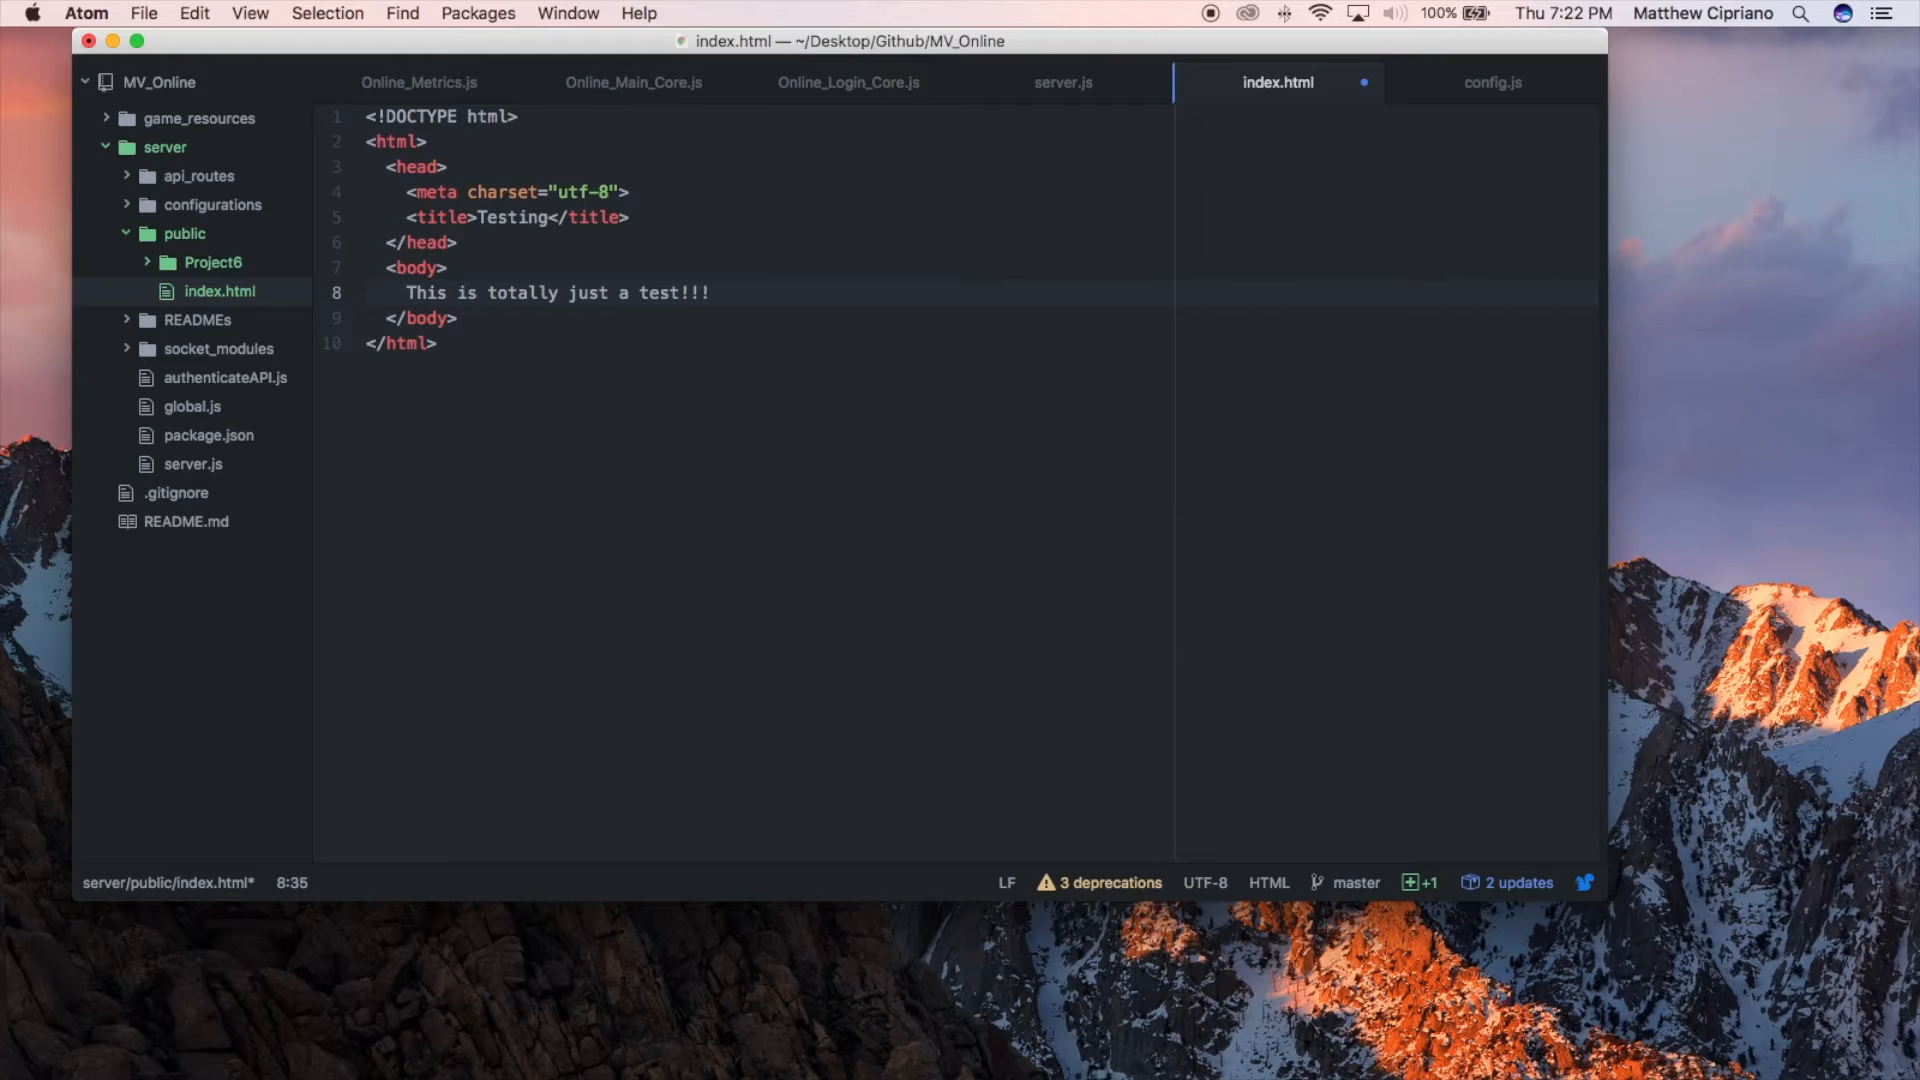 Atom File Edit View Selection Find Packages Window Help 100% Thu 7:22 PM Matthew Cipriano
index.html — ~/Desktop/Github/MV_Online
MV_Online
game_resources
server
api_routes
configurations
public
Project6
index.html
READMEs
socket_modules
authenticateAPI.js
global.js
package.json
server.js
.gitignore
README.md
Online_Metrics.js Online_Main_Core.js Online_Login_Core.js server.js index.html config.js
1 <!DOCTYPE html>
2 <html>
3 <head>
4 <meta charset="utf-8">
5 <title>Testing</title>
6 </head>
7 <body>
8 This is totally just a test!!!
9 </body>
10 </html>
server/public/index.html* 8:35 LF 3 deprecations UTF-8 HTML master +1 2 updates